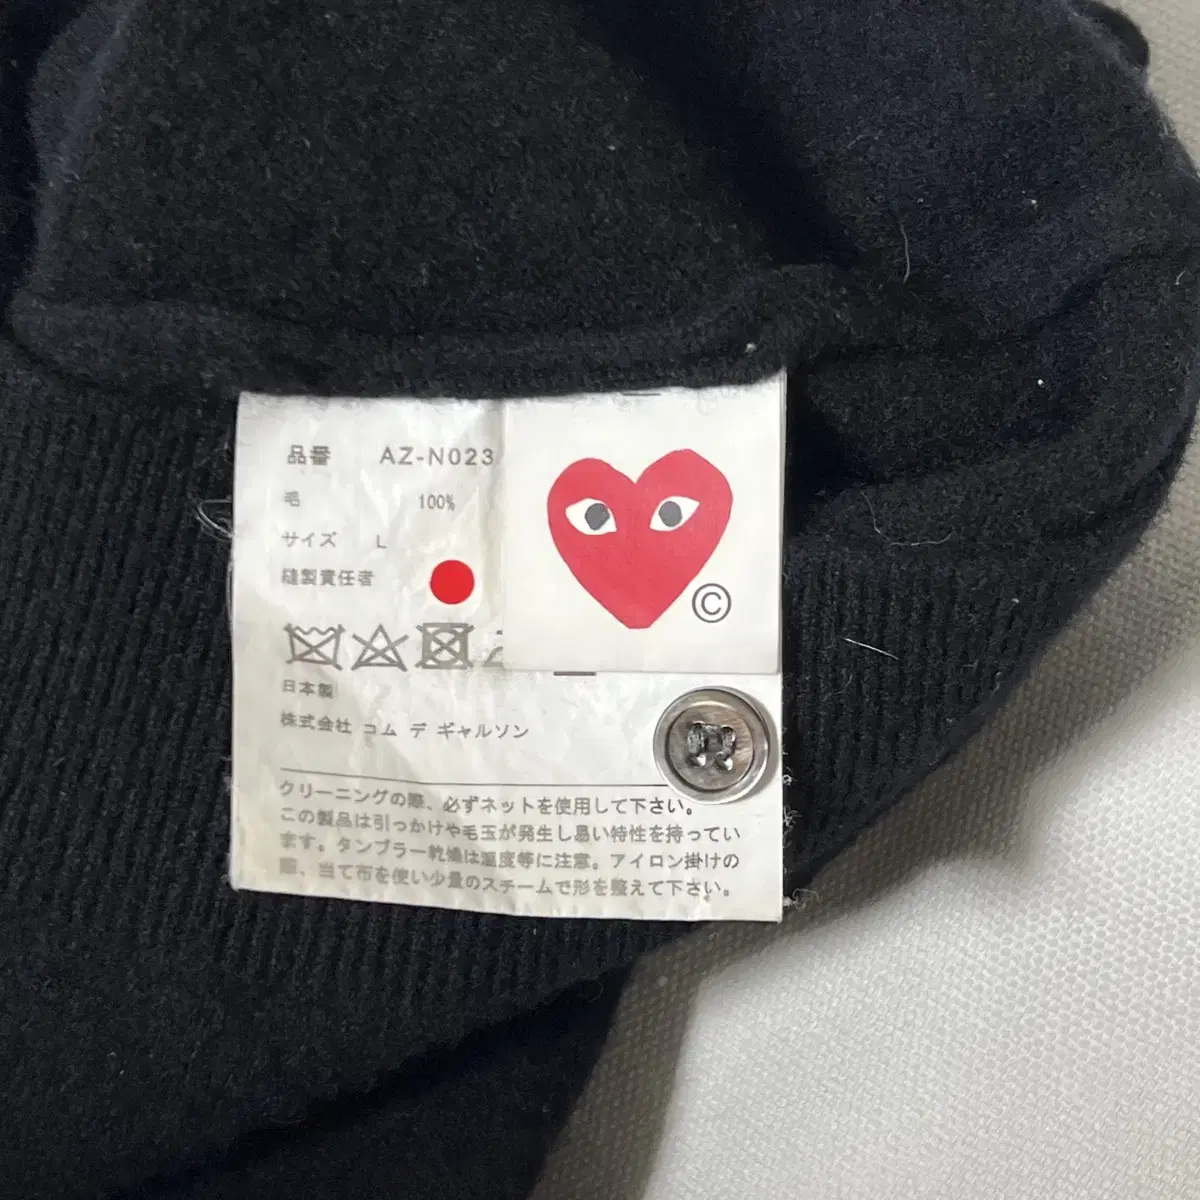 品番 AZ-N023
毛 100%
サイズ L
縫製責任者
©
日本製
株式会社 コム デ ギャルソン
クリーニングの際、必ずネットを使用して下さい。
この製品は引っかけや毛玉が発生し易い特性を持ってい
ます。タンブラー乾燥は温度等に注意。アイロン掛けの
際、当て布を使い少量のスチームで形を整えて下さい。